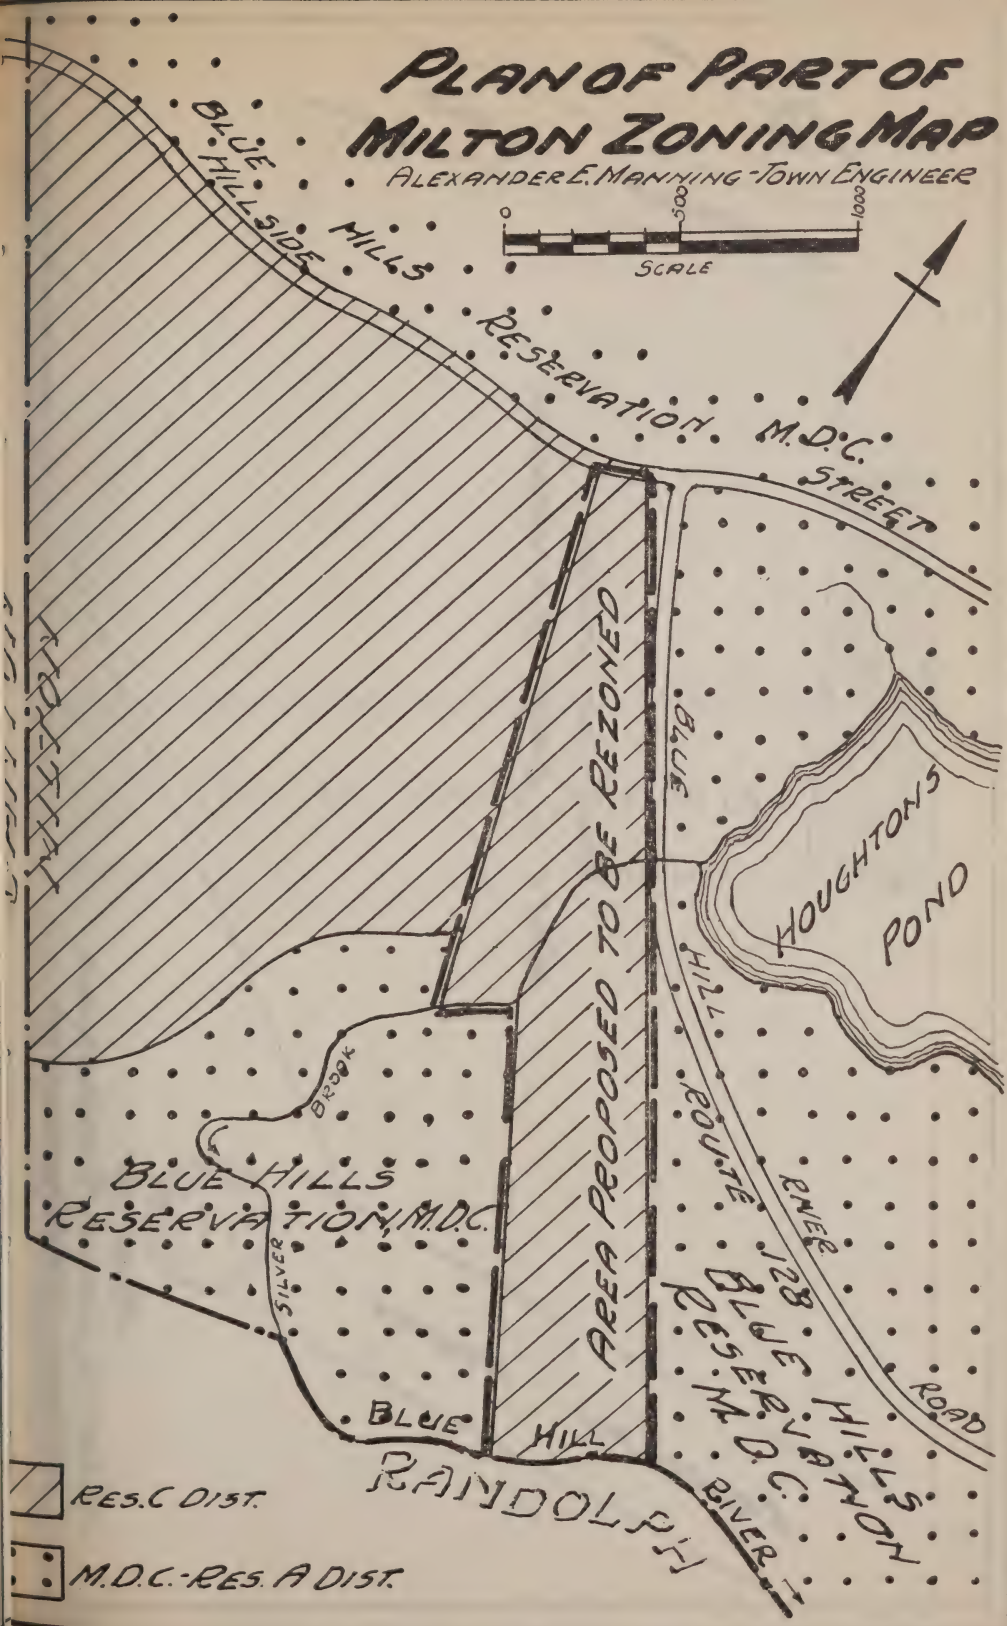 PLAN OF PART OF
MILTON ZONING MAP
ALEXANDER E. MANNING - TOWN ENGINEER
0 500 1000
SCALE
BLUE HILLS RESERVATION M.D.C.
HILLSIDE STREET
AREA PROPOSED TO BE REZONED
BLUE HILL RIVER ROAD
ROUTE 128
HOUGHTONS
POND
MILTON
BROOK
SILVER
BLUE HILLS
RESERVATION, M.D.C.
BLUE HILLS
RESERVATION
M.D.C.
BLUE HILL RIVER
RANDOLPH
RES. C DIST.
M.D.C. - RES. A DIST.